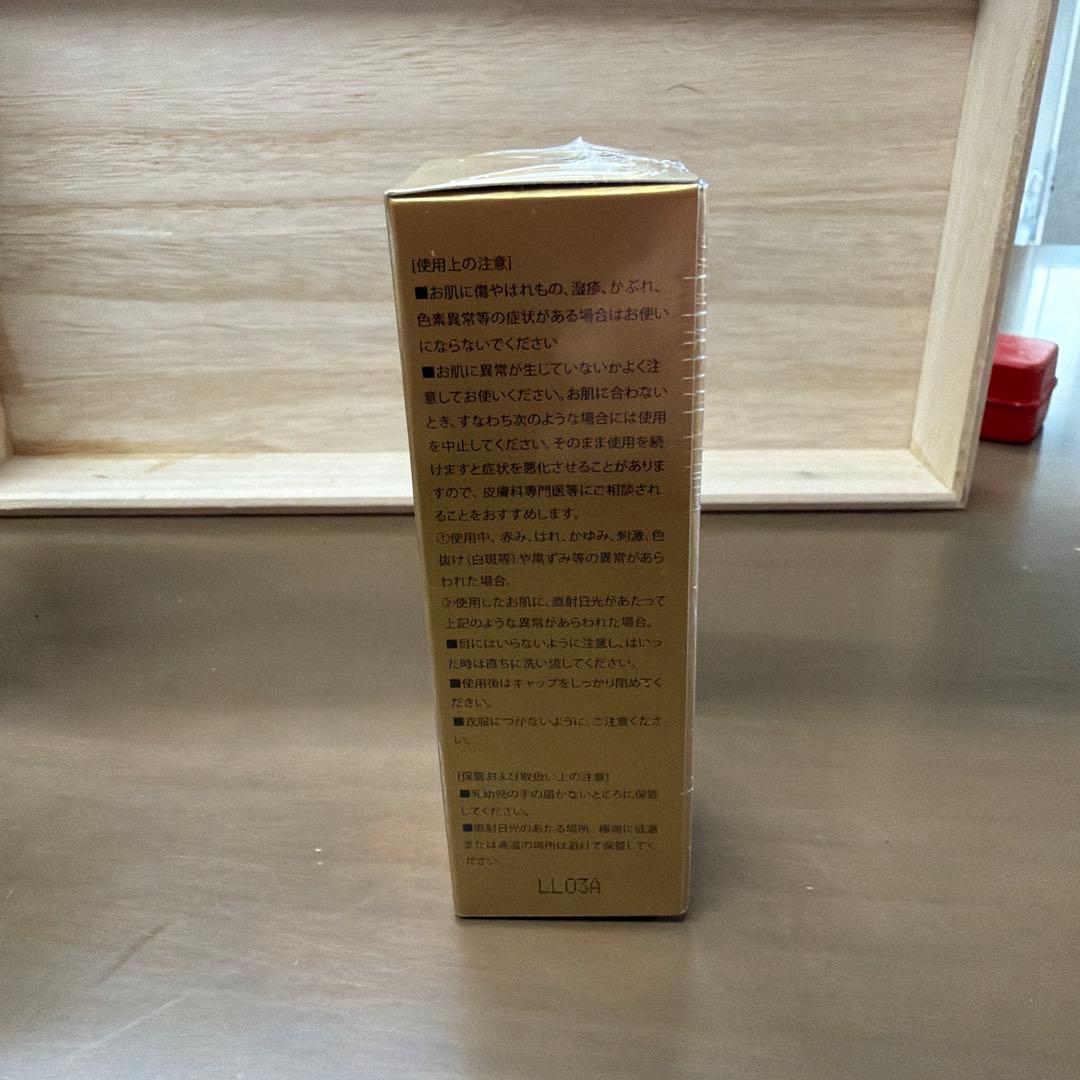 [使用上の注意]
■お肌に傷やはれもの、湿疹、かぶれ、
色素異常等の症状がある場合はお使い
にならないでください
■お肌に異常が生じていないかよく注
意してお使いください。お肌に合わない
とき、すなわち次のような場合には使用
を中止してください。そのまま使用を続
けますと症状を悪化させることがありま
すので、皮膚科専門医等にご相談され
ることをおすすめします。
①使用中、赤み、はれ、かゆみ、刺激、色
抜け(白斑等)や黒ずみ等の異常があら
われた場合。
②使用したお肌に、直射日光があたって
上記のような異常があらわれた場合。
■目にはいらないように注意し、はいっ
た時は直ちに洗い流してください。
■使用後はキャップをしっかり閉めてく
ださい。
■衣服につかないように、ご注意くださ
い。
[保管および取扱い上の注意]
■乳幼児の手の届かないところに保管
してください。
■直射日光のあたる場所、極端に低温
または高温の場所は避けて保管してく
ださい。
LL03A